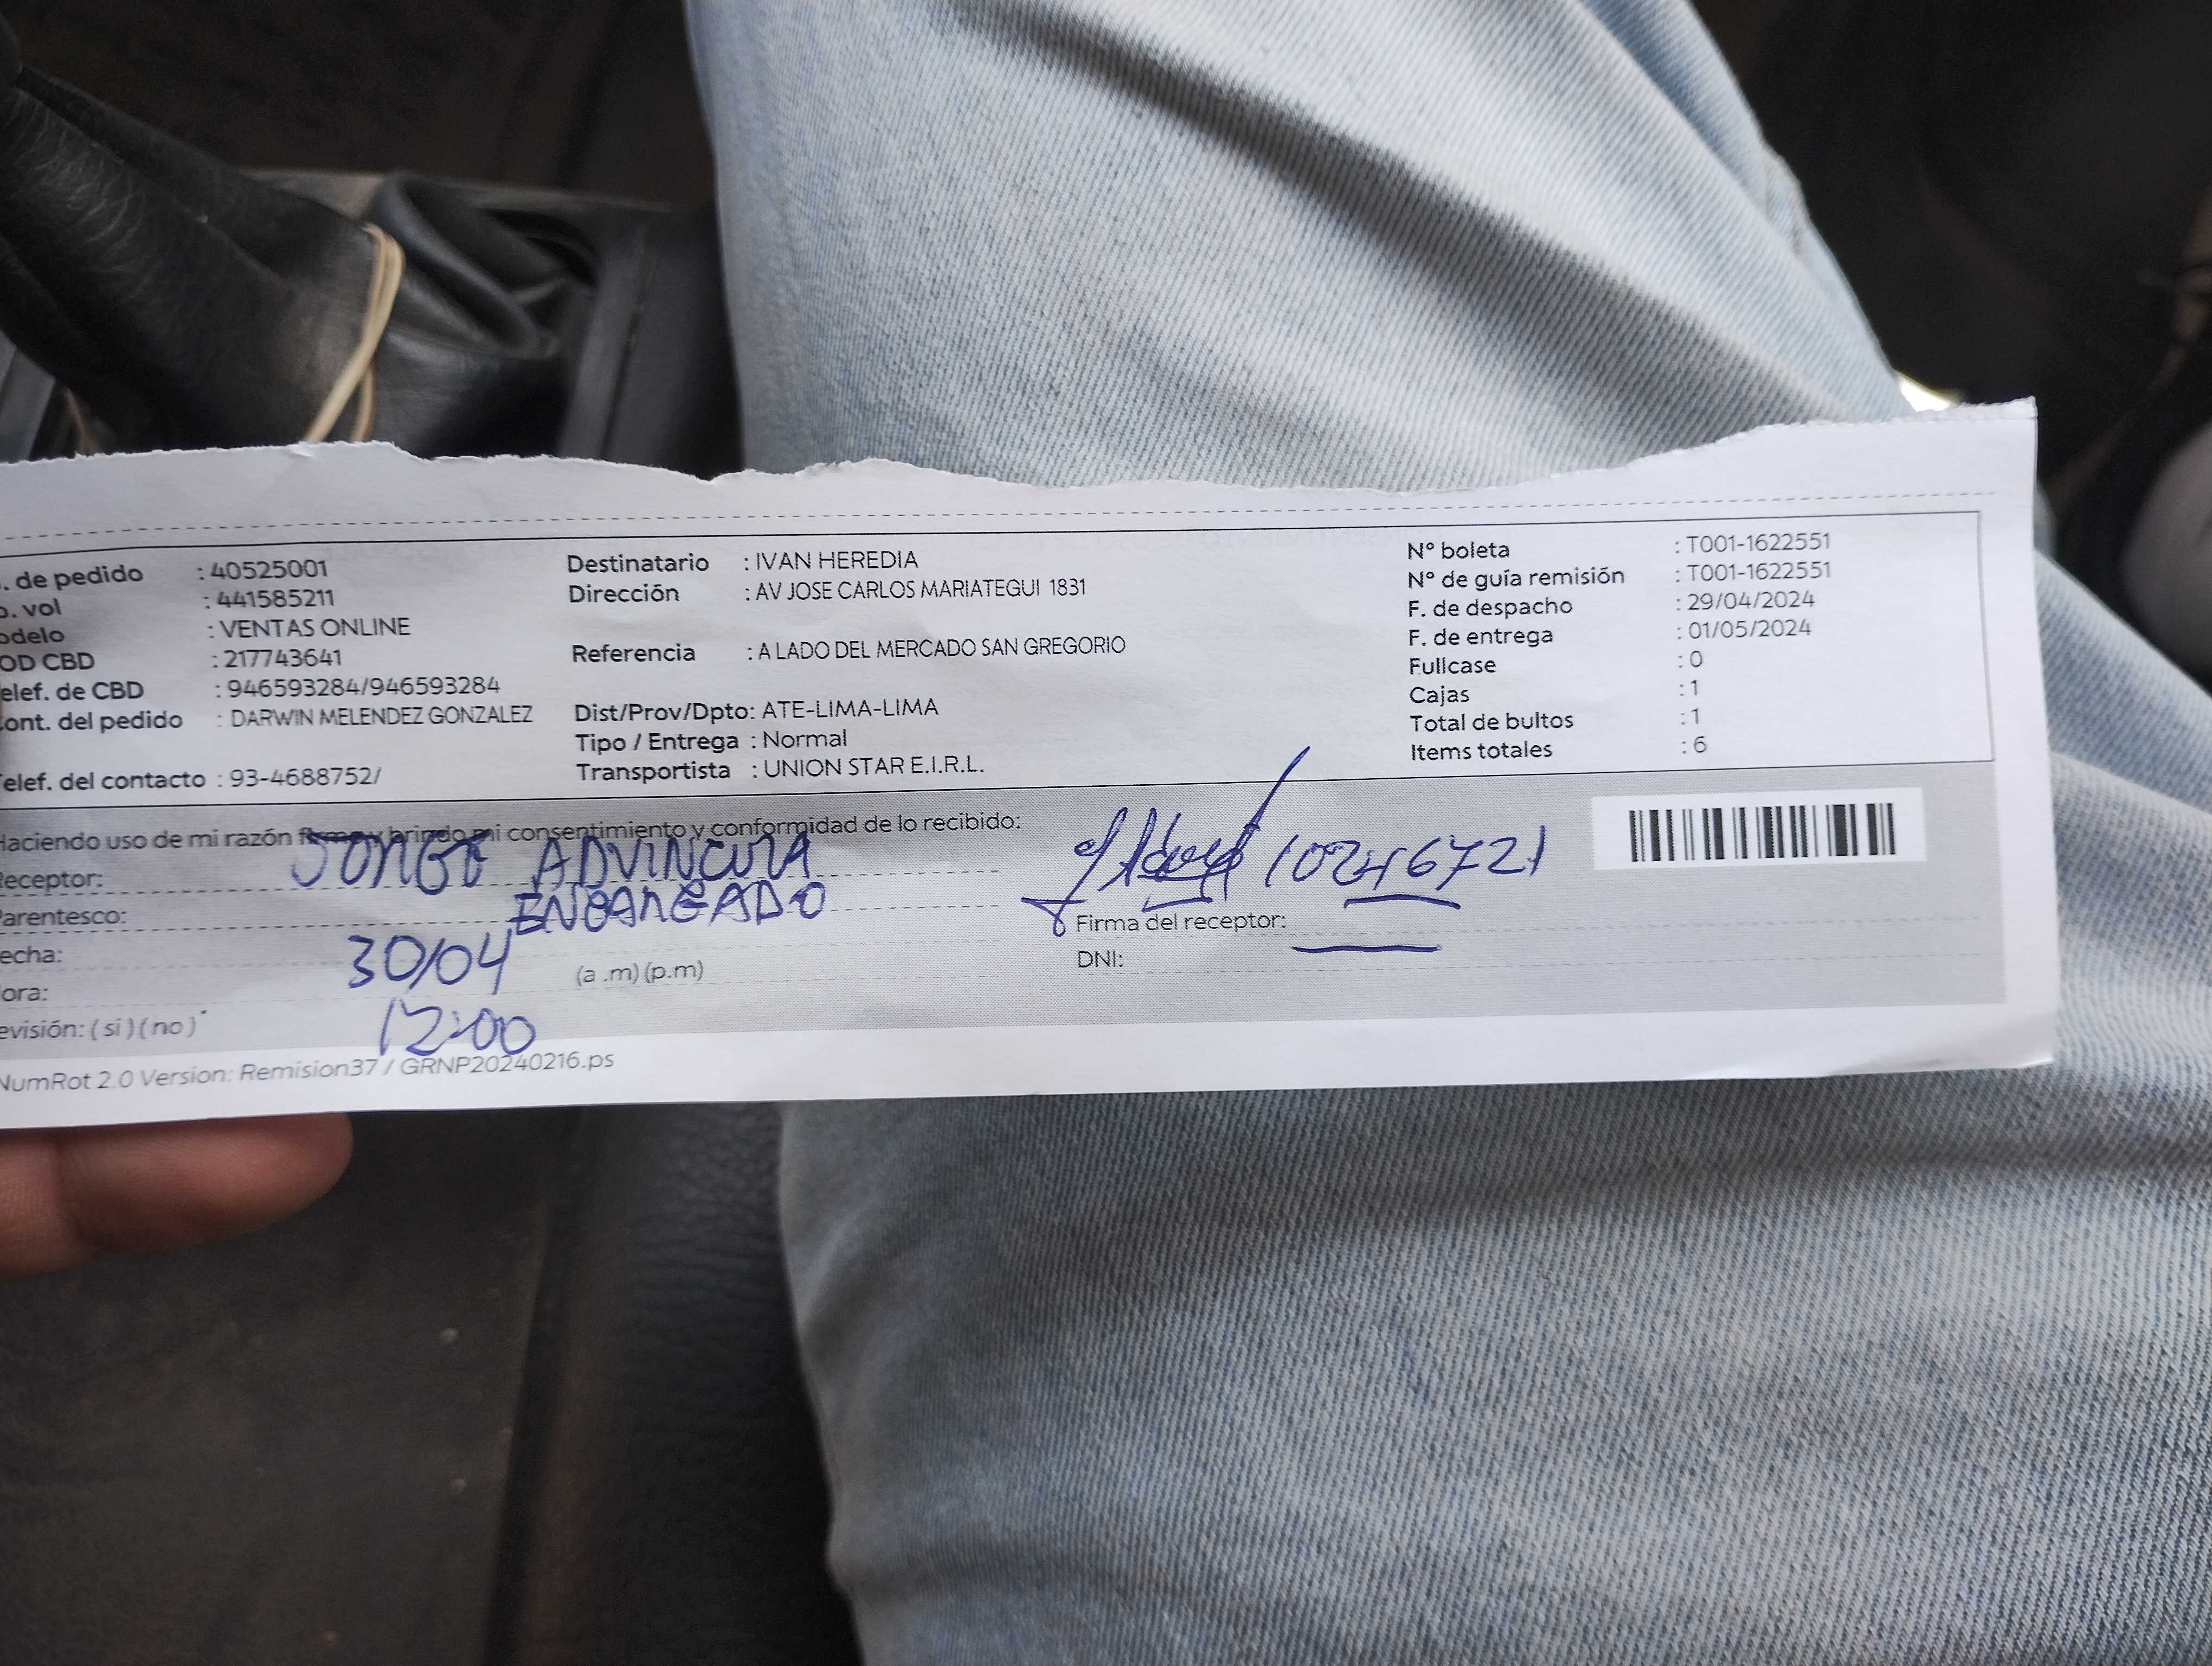 . de pedido : 40525001
o. vol : 441585211
odelo : VENTAS ONLINE
OD CBD : 217743641
elef. de CBD : 946593284/946593284
ont. del pedido : DARWIN MELENDEZ GONZALEZ
elef. del contacto : 93-4688752/
Destinatario : IVAN HEREDIA
Dirección : AV JOSE CARLOS MARIATEGUI 1831
Referencia : A LADO DEL MERCADO SAN GREGORIO
Dist/Prov/Dpto: ATE-LIMA-LIMA
Tipo / Entrega : Normal
Transportista : UNION STAR E.I.R.L.
Nº boleta : T001-1622551
Nº de guía remisión : T001-1622551
F. de despacho : 29/04/2024
F. de entrega : 01/05/2024
Fullcase : 0
Cajas : 1
Total de bultos : 1
Items totales : 6
Haciendo uso de mi razón firmo y brindo mi consentimiento y conformidad de lo recibido:
Receptor: JORGE ADVINCULA
Parentesco: ENCARGADO
echa: 30/04
ora: 12:00 (a .m) (p.m)
evisión: ( si ) ( no )*
10246721
Firma del receptor:
DNI:
NumRot 2.0 Version: Remision37 / GRNP20240216.ps